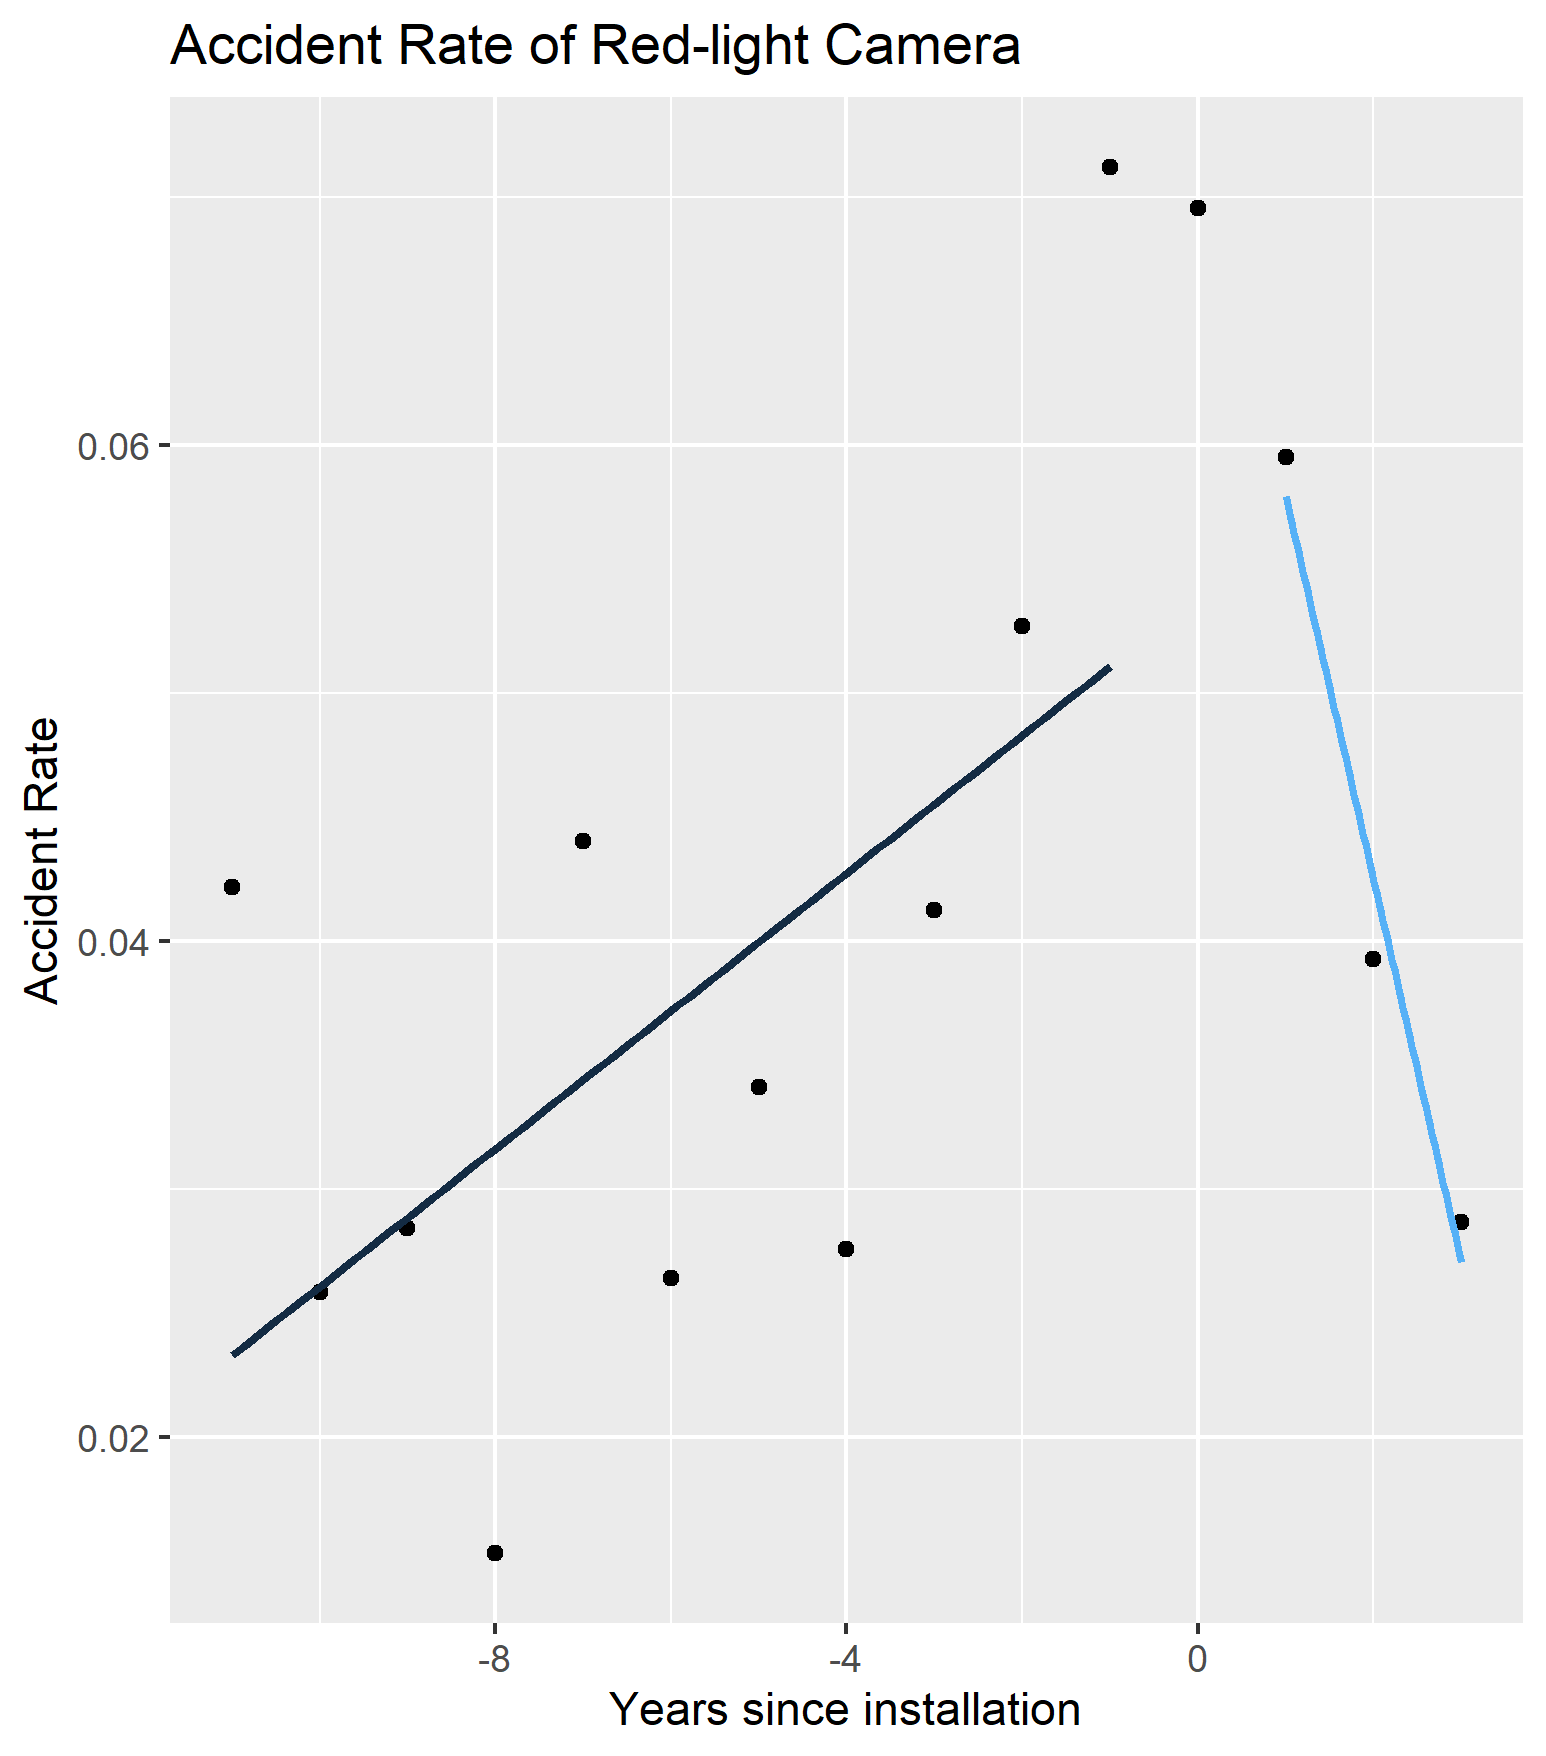 Accident Rate of Red-light Camera
Accident Rate
0.06
0.04
0.02
-8
-4
0
Years since installation